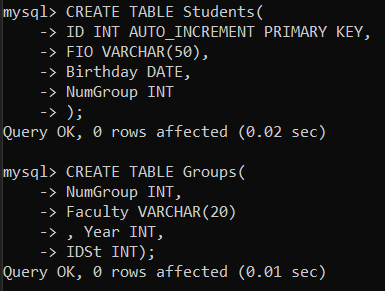 mysql> CREATE TABLE Students(
    -> ID INT AUTO_INCREMENT PRIMARY KEY,
    -> FIO VARCHAR(50),
    -> Birthday DATE,
    -> NumGroup INT
    -> );
Query OK, 0 rows affected (0.02 sec)

mysql> CREATE TABLE Groups(
    -> NumGroup INT,
    -> Faculty VARCHAR(20)
    -> , Year INT,
    -> IDSt INT);
Query OK, 0 rows affected (0.01 sec)